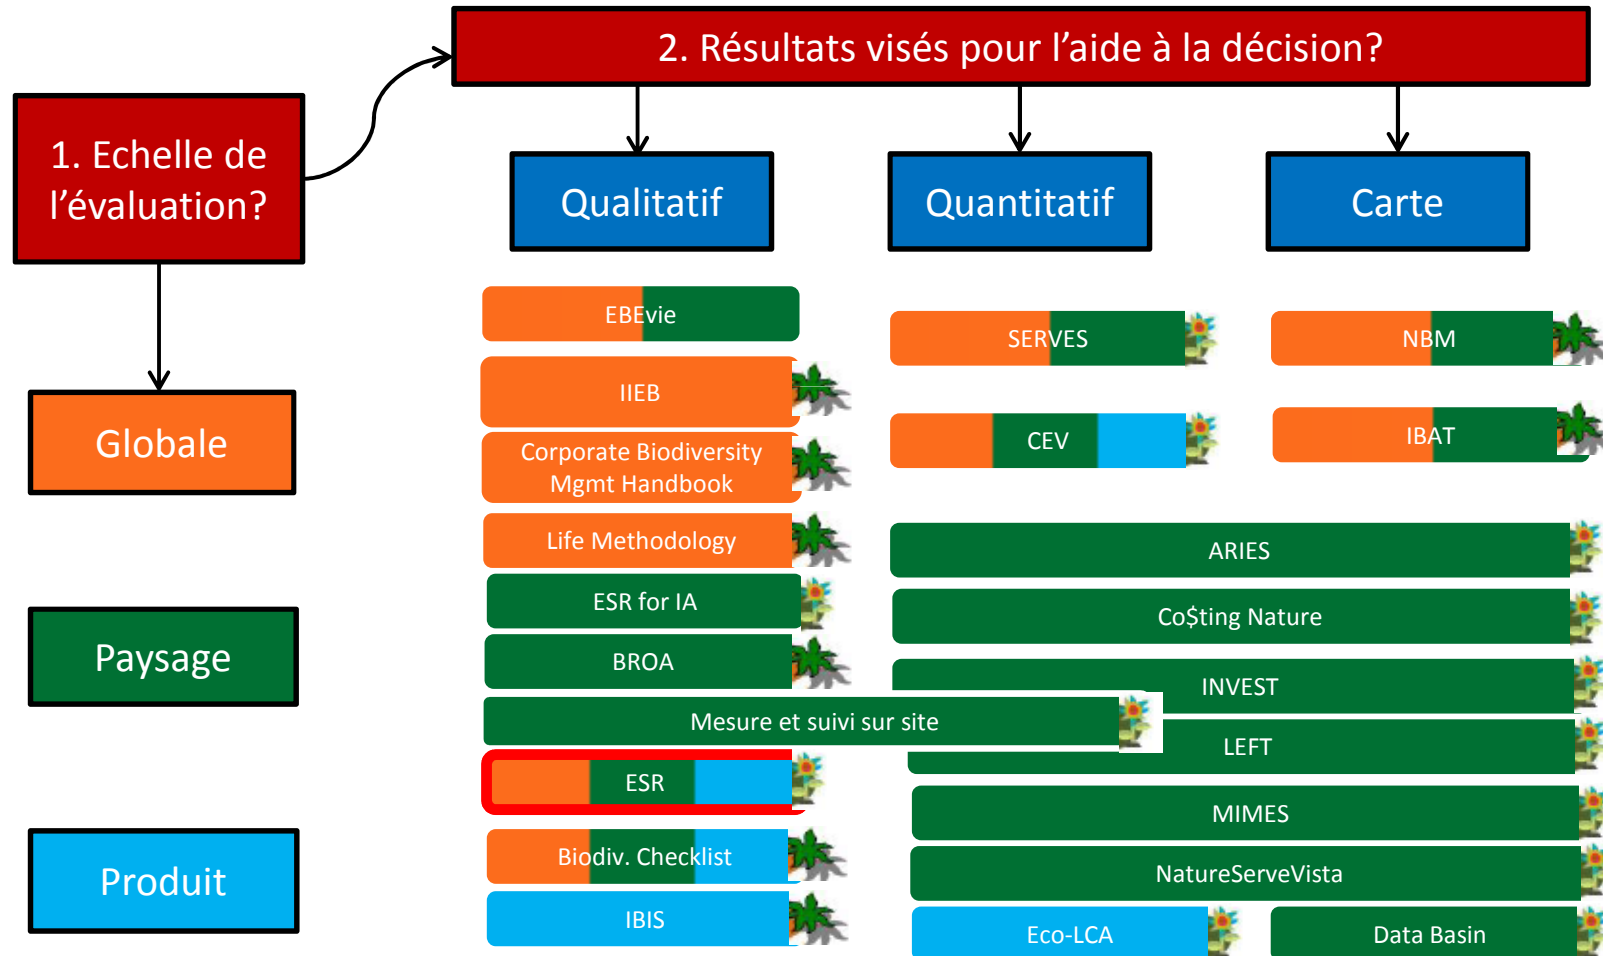 2. Résultats visés pour l’aide à la décision?
1. Echelle de
l’évaluation?
Qualitatif
Quantitatif
Carte
Globale
Paysage
Produit
EBEvie
IIEB
Corporate Biodiversity
Mgmt Handbook
Life Methodology
ESR for IA
BROA
Mesure et suivi sur site
ESR
Biodiv. Checklist
IBIS
SERVES
CEV
NBM
IBAT
ARIES
Co$ting Nature
INVEST
LEFT
MIMES
NatureServeVista
Eco-LCA
Data Basin